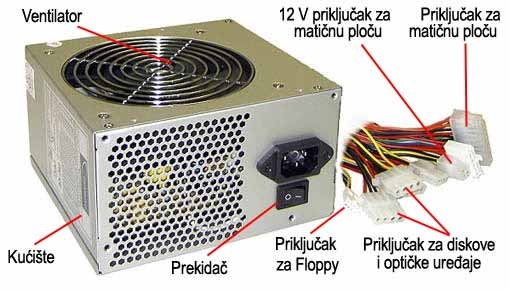 Ventilator
12 V priključak za
matičnu ploču
Priključak za
matičnu ploču
Kućište
Prekidač
Priključak
za Floppy
Priključak za diskove
i optičke uređaje